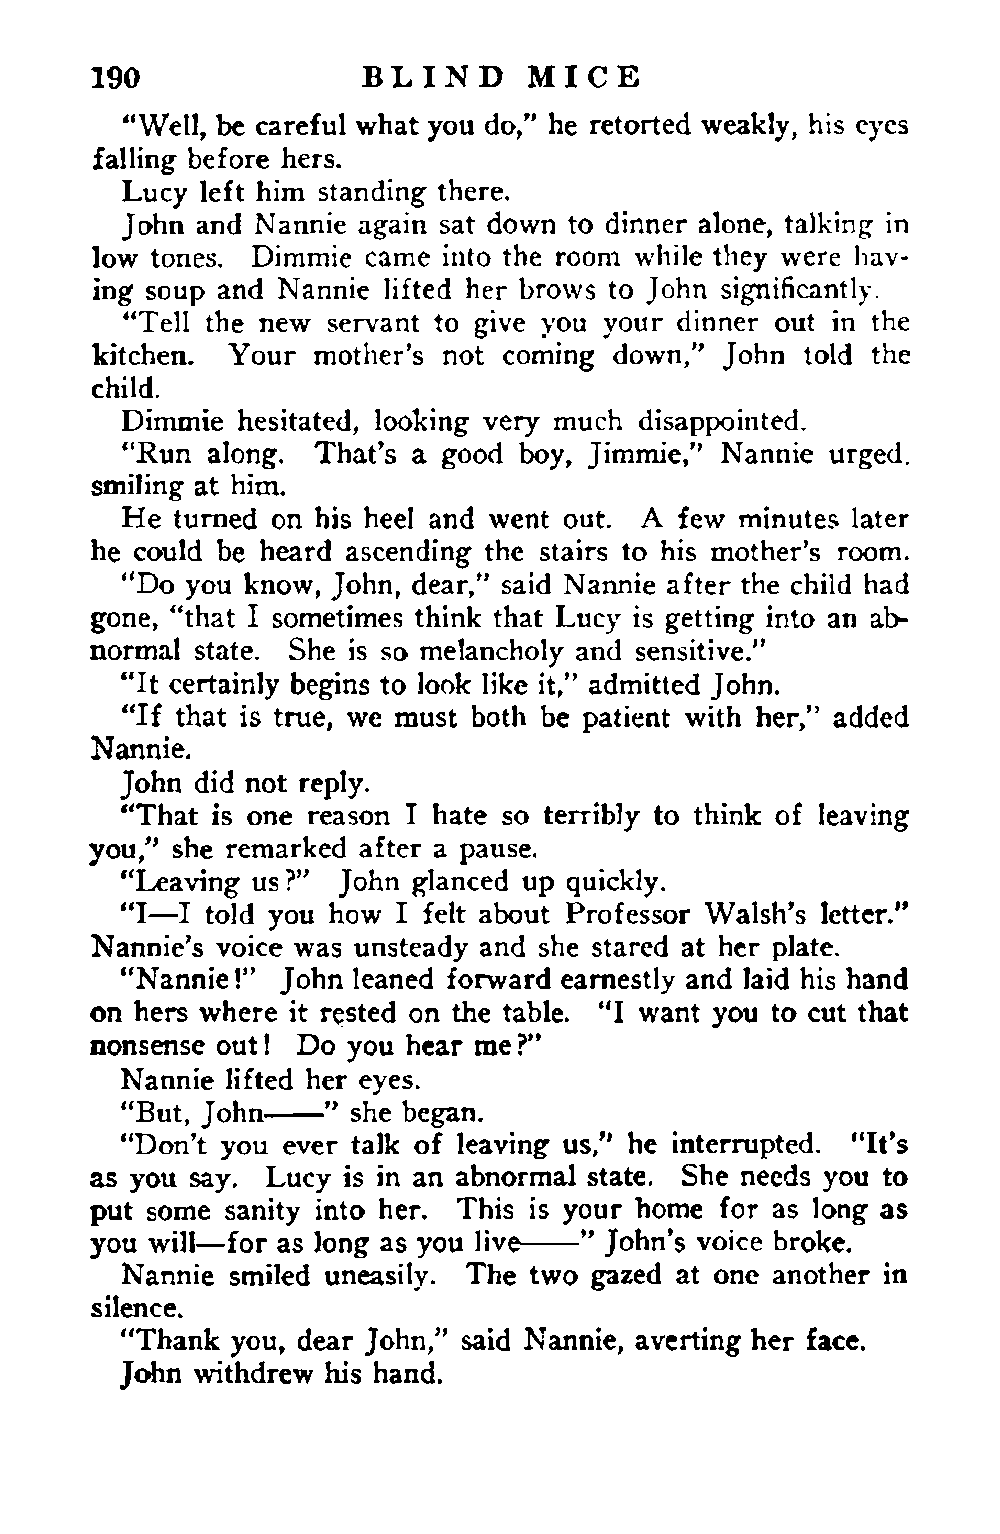 190 BLIND MICE
“Well, be careful what you do,” he retorted weakly, his eyes
falling before hers.
Lucy left him standing there.
John and Nannie again sat down to dinner alone, talking in
low tones. Dimmie came into the room while they were hav-
ing soup and Nannie lifted her brows to John significantly.
“Tell the new servant to give you your dinner out in the
kitchen. Your mother’s not coming down,” John told the
child.
Dimmie hesitated, looking very much disappointed.
“Run along. That’s a good boy, Jimmie,” Nannie urged.
smiling at him.
He turned on his heel and went out. A few minutes later
he could be heard ascending the stairs to his mother’s room.
“Do you know, John, dear,” said Nannie after the child had
gone, “that I sometimes think that Lucy is getting into an ab-
normal state. She is so melancholy and sensitive.”
“It certainly begins to look like it,” admitted John.
“If that is true, we must both be patient with her,” added
Nannie.
John did not reply.
“That is one reason I hate so terribly to think of leaving
you,” she remarked after a pause.
“Leaving us?” John glanced up quickly.
“I—I told you how I felt about Professor Walsh’s letter.”
Nannie’s voice was unsteady and she stared at her plate.
“Nannie!” John leaned forward earnestly and laid his hand
on hers where it rested on the table. “I want you to cut that
nonsense out! Do you hear me?”
Nannie lifted her eyes.
“But, John——” she began.
“Don’t you ever talk of leaving us,” he interrupted. “It’s
as you say. Lucy is in an abnormal state. She needs you to
put some sanity into her. This is your home for as long as
you will—for as long as you live——” John’s voice broke.
Nannie smiled uneasily. The two gazed at one another in
silence.
“Thank you, dear John,” said Nannie, averting her face.
John withdrew his hand.